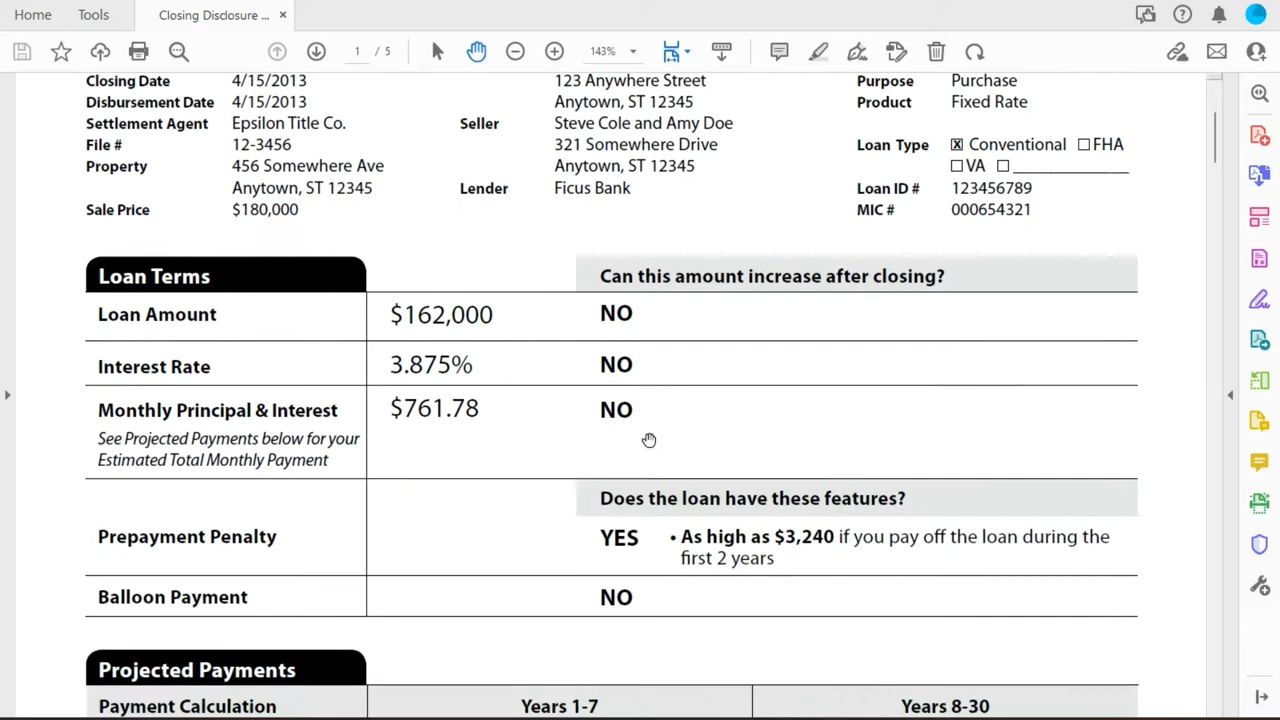 Home Tools Closing Disclosure ... ×
1 / 5 143%
Closing Date 4/15/2013 123 Anywhere Street Purpose Purchase
Disbursement Date 4/15/2013 Anytown, ST 12345 Product Fixed Rate
Settlement Agent Epsilon Title Co. Seller Steve Cole and Amy Doe
File # 12-3456 321 Somewhere Drive Loan Type X Conventional FHA
Property 456 Somewhere Ave Anytown, ST 12345 VA
Anytown, ST 12345 Lender Ficus Bank Loan ID # 123456789
Sale Price $180,000 MIC # 000654321
Loan Terms Can this amount increase after closing?
Loan Amount $162,000 NO
Interest Rate 3.875% NO
Monthly Principal & Interest $761.78 NO
See Projected Payments below for your
Estimated Total Monthly Payment
Does the loan have these features?
Prepayment Penalty YES • As high as $3,240 if you pay off the loan during the
first 2 years
Balloon Payment NO
Projected Payments
Payment Calculation Years 1-7 Years 8-30